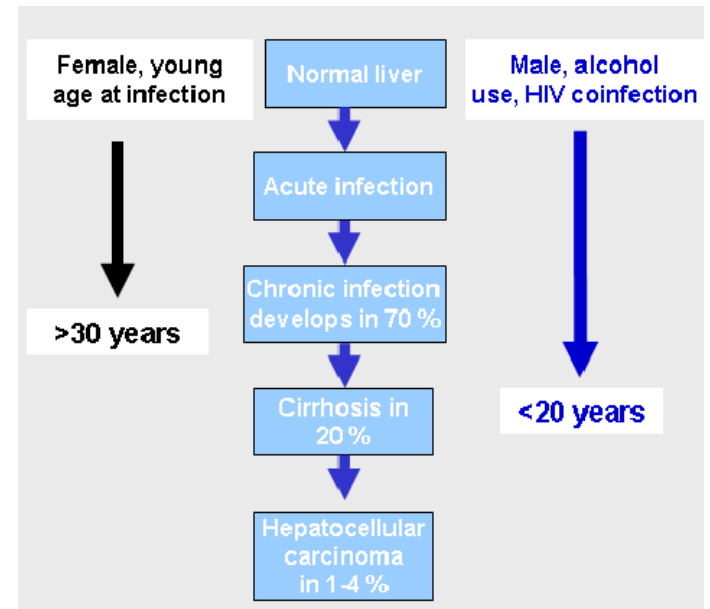 Female, young
age at infection
>30 years
Normal liver
Acute infection
Chronic infection
develops in 70 %
Cirrhosis in
20 %
Hepatocellular
carcinoma
in 1-4 %
Male, alcohol
use, HIV coinfection
<20 years